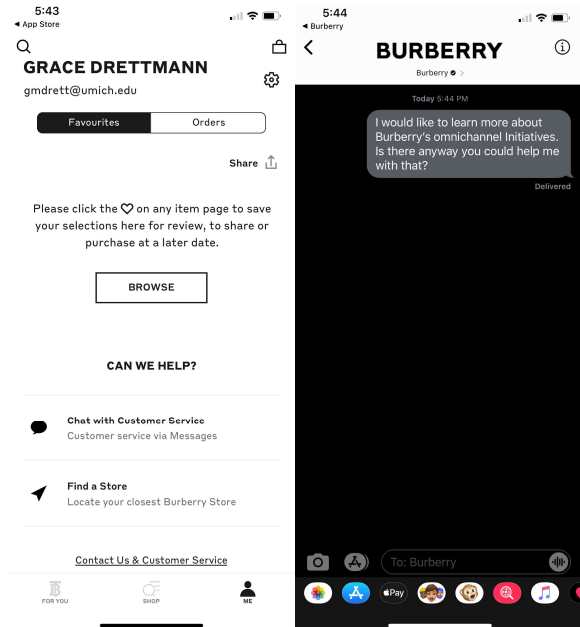 5:43
◀ App Store
GRACE DRETTMANN
gmdrett@umich.edu
Favourites
Orders
Share
Please click the ♡ on any item page to save
your selections here for review, to share or
purchase at a later date.
BROWSE
CAN WE HELP?
Chat with Customer Service
Customer service via Messages
Find a Store
Locate your closest Burberry Store
Contact Us & Customer Service
FOR YOU
SHOP
ME
5:44
◀ Burberry
BURBERRY
Burberry
Today 5:44 PM
I would like to learn more about
Burberry's omnichannel Initiatives.
Is there anyway you could help me
with that?
Delivered
To: Burberry
Pay